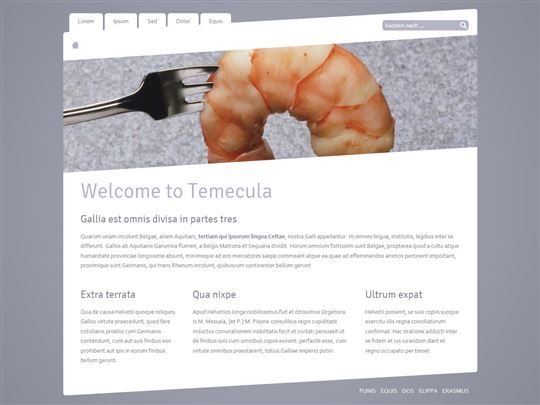 Lorem Ipsum Sed Dolor Equis
Suchen nach ...
Welcome to Temecula
Gallia est omnis divisa in partes tres
Quarum unam incolunt Belgae, aliam Aquitani, tertiam qui ipsorum lingua Celtae, nostra Galli appellantur. Hi omnes lingua, institutis, legibus inter se
differunt. Gallos ab Aquitanis Garumna flumen, a Belgis Matrona et Sequana dividit. Horum omnium fortissimi sunt Belgae, propterea quod a cultu atque
humanitate provinciae longissime absunt, minimeque ad eos mercatores saepe commeant atque ea quae ad effeminandos animos pertinent important,
proximique sunt Germanis, qui trans Rhenum incolunt, quibuscum continenter bellum gerunt.
Extra terrata
Cua de causa Helvetii quoque reliquos
Gallos virtute praecedunt, quod fere
cotidianis proeliis cum Germanis
contendunt, cum aut suis finibus eos
prohibent aut ipsi in eorum finibus
bellum gerunt.
Qua nixpe
Apud Helvetios longe nobilissimus fuit et ditissimus Orgetorix.
Is M. Messala, [et P.] M. Pisone consulibus regni cupiditate
inductus coniurationem nobilitatis fecit et civitati persuasit ut
de finibus suis cum omnibus copiis exirent. perfacile esse, cum
virtute omnibus praestarent, totius Galliae imperio potiri.
Ultrum expat
Helveti possent, se suis copiis suoque
exercitu illis regna conciliaturum
confirmat. Hac oratione adducti inter
se fidem et ius iurandum dant et
regno occupato per treset.
PUNIS EQUIS DOS ELIPPA ERASMUS